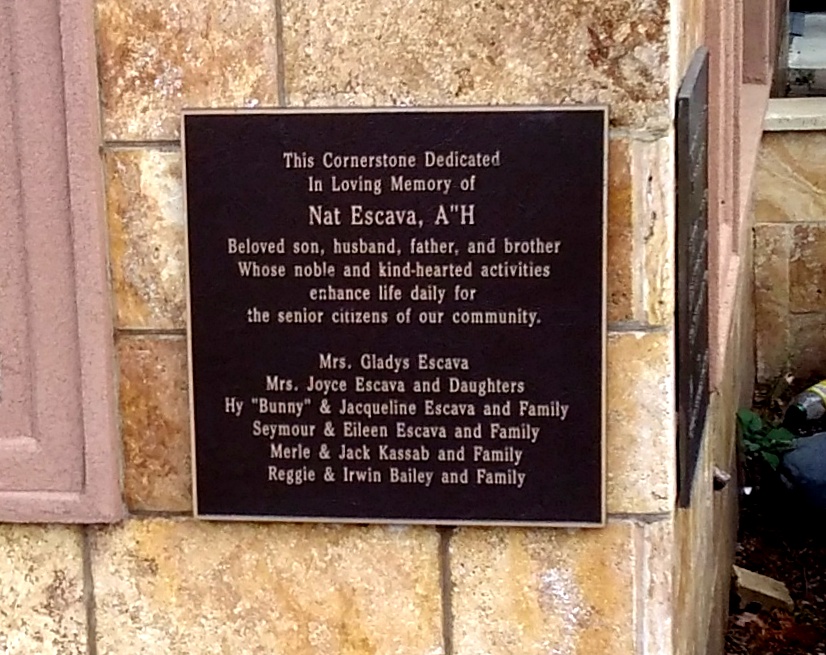 This Cornerstone Dedicated
In Loving Memory of
Nat Escava, A"H
Beloved son, husband, father, and brother
Whose noble and kind-hearted activities
enhance life daily for
the senior citizens of our community.
Mrs. Gladys Escava
Mrs. Joyce Escava and Daughters
Hy "Bunny" & Jacqueline Escava and Family
Seymour & Eileen Escava and Family
Merle & Jack Kassab and Family
Reggie & Irwin Bailey and Family